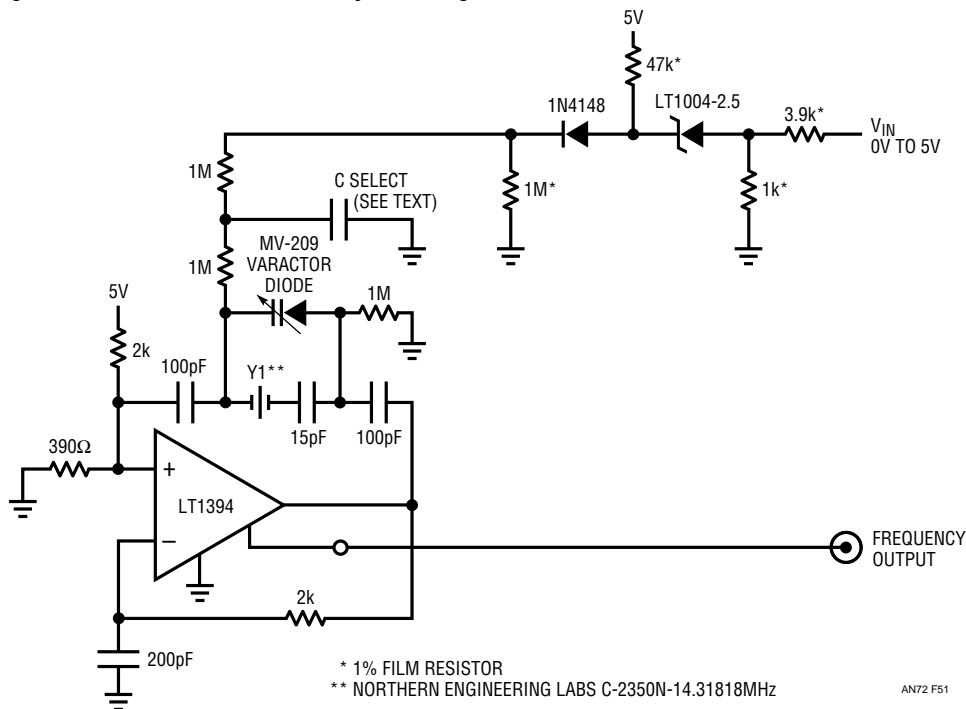 5V
47k*
1N4148
LT1004-2.5
3.9k*
VIN
0V TO 5V
1M
C SELECT
(SEE TEXT)
1M*
1k*
1M
MV-209
VARACTOR
DIODE
1M
5V
2k
100pF
Y1**
15pF
100pF
390Ω
+
LT1394
–
FREQUENCY
OUTPUT
2k
200pF
* 1% FILM RESISTOR
** NORTHERN ENGINEERING LABS C-2350N-14.31818MHz
AN72 F51